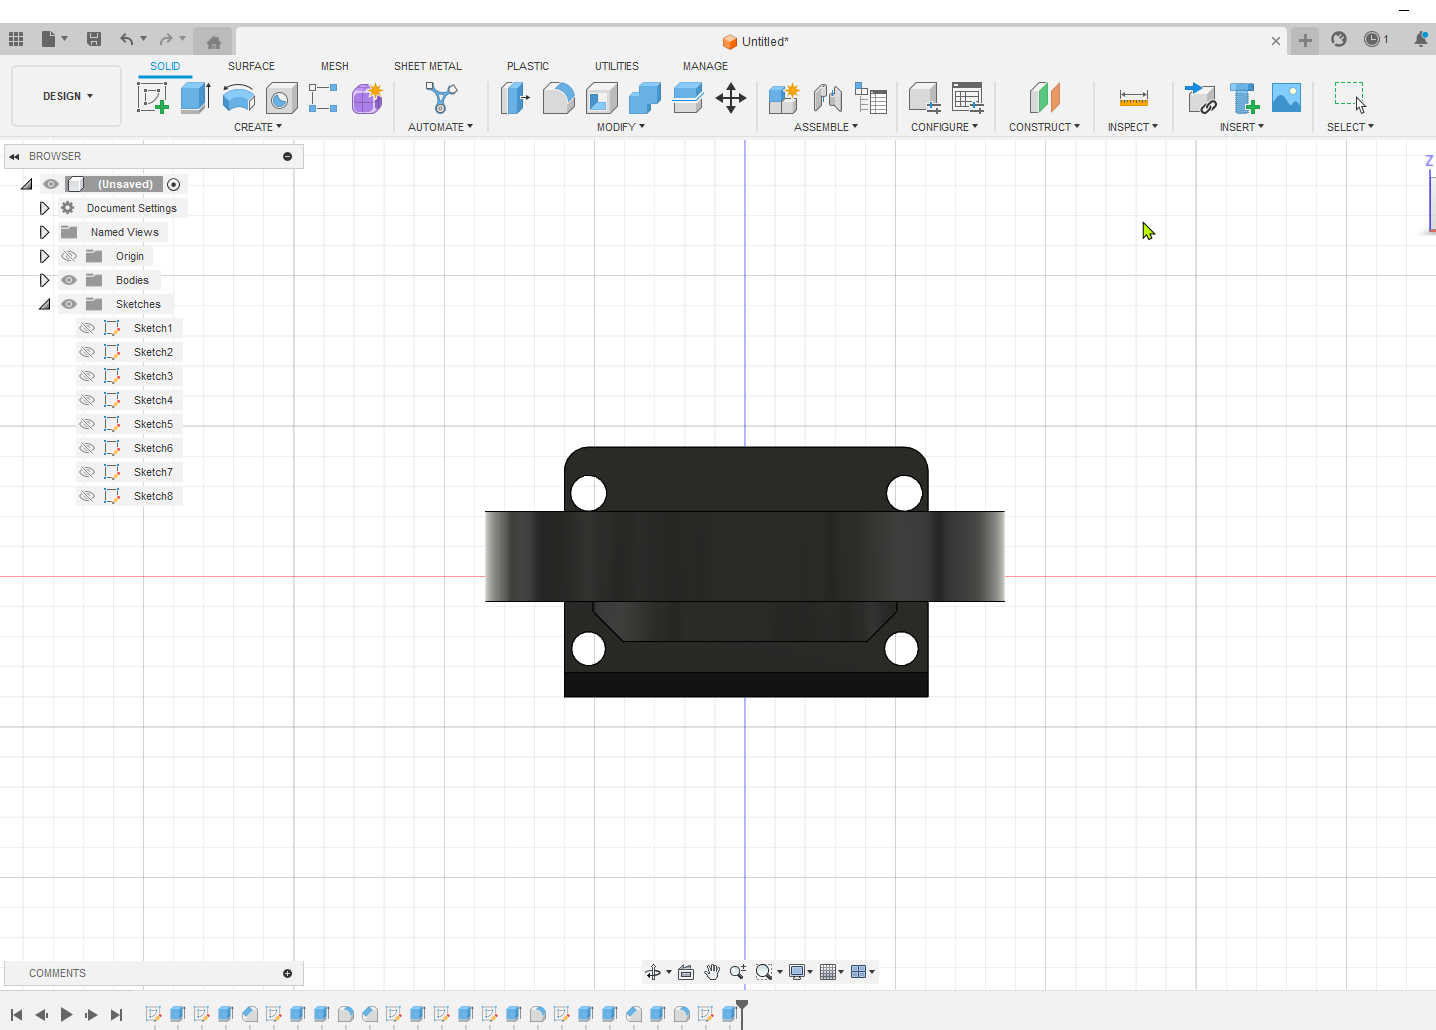 Untitled*
1
SOLID SURFACE MESH SHEET METAL PLASTIC UTILITIES MANAGE
DESIGN
CREATE AUTOMATE MODIFY ASSEMBLE CONFIGURE CONSTRUCT INSPECT INSERT SELECT
BROWSER
Z
(Unsaved)
Document Settings
Named Views
Origin
Bodies
Sketches
Sketch1
Sketch2
Sketch3
Sketch4
Sketch5
Sketch6
Sketch7
Sketch8
COMMENTS